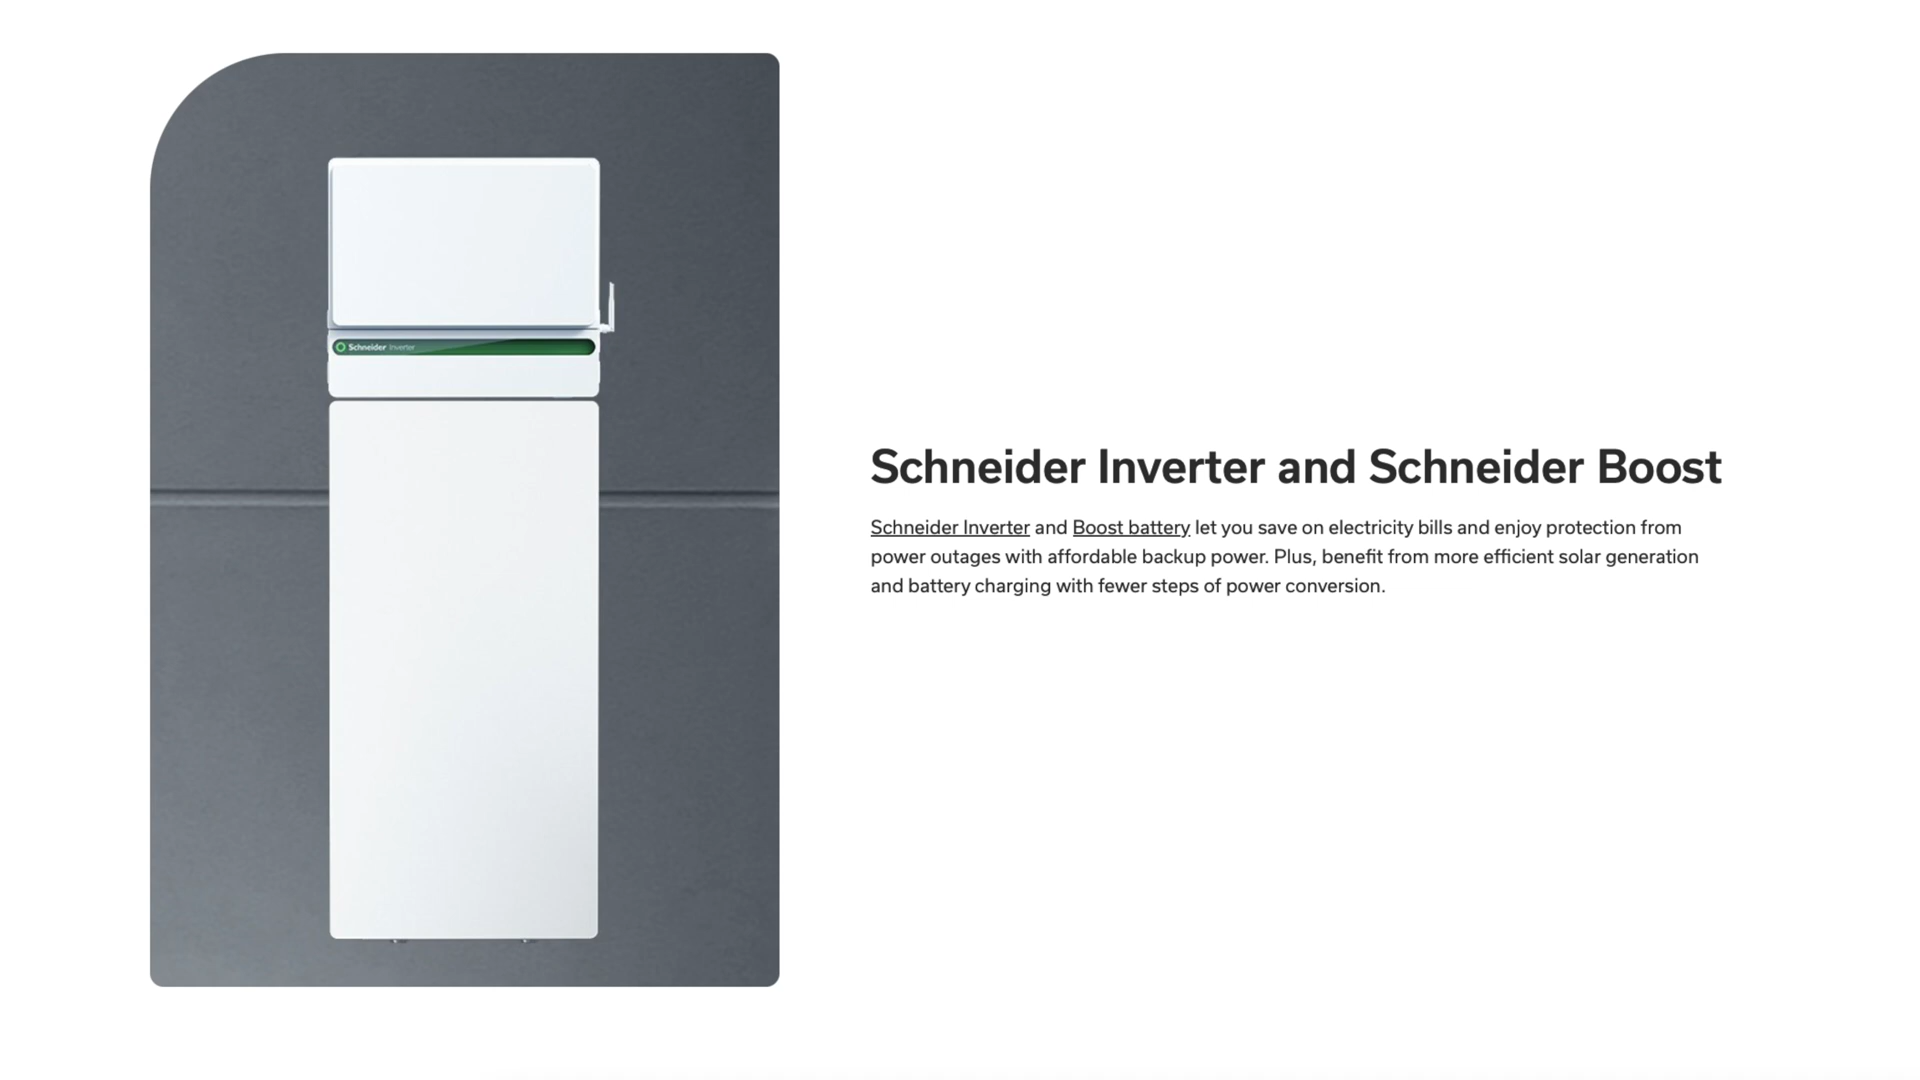 Schneider Inverter
Schneider Inverter and Schneider Boost
Schneider Inverter and Boost battery let you save on electricity bills and enjoy protection from
power outages with affordable backup power. Plus, benefit from more efficient solar generation
and battery charging with fewer steps of power conversion.